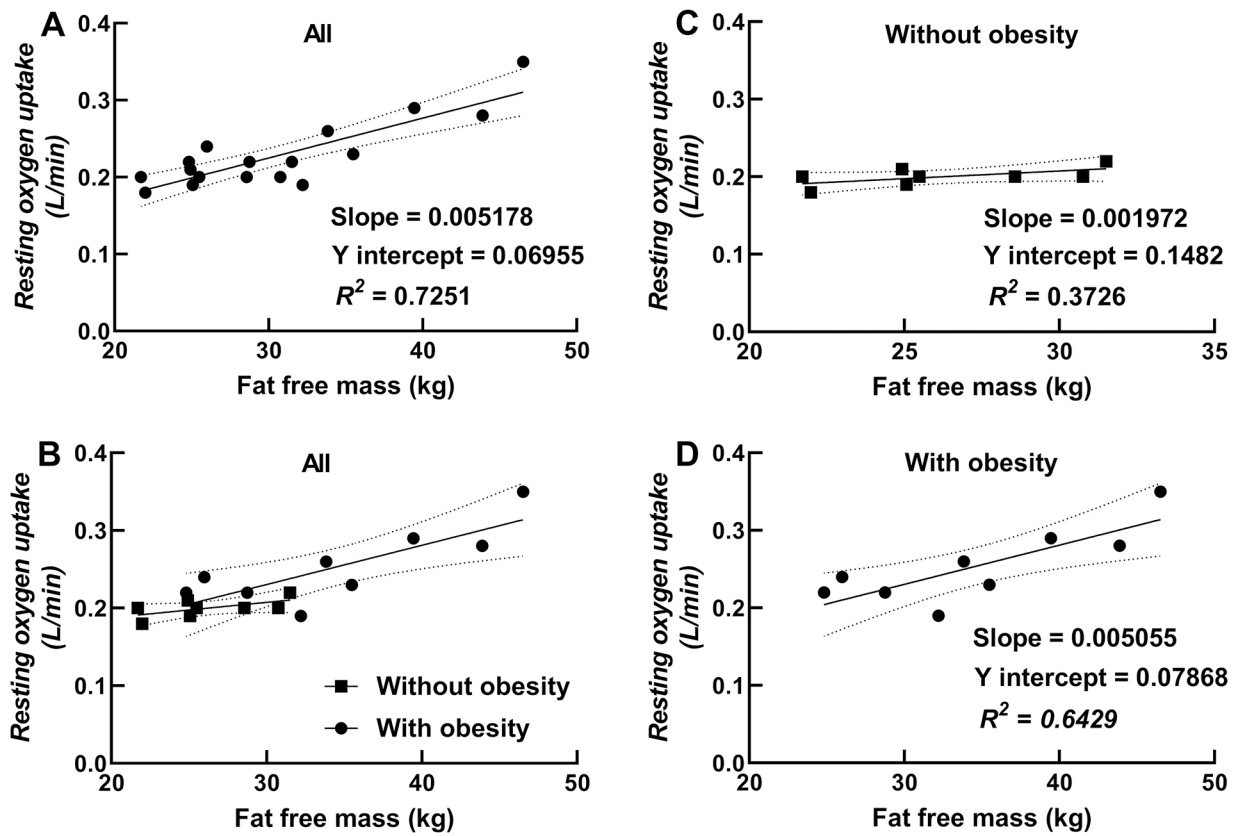 A
All
Resting oxygen uptake
(L/min)
0.4
0.3
0.2
0.1
0.0
Slope = 0.005178
Y intercept = 0.06955
R² = 0.7251
20 30 40 50
Fat free mass (kg)
C
Without obesity
Resting oxygen uptake
(L/min)
0.4
0.3
0.2
0.1
0.0
Slope = 0.001972
Y intercept = 0.1482
R² = 0.3726
20 25 30 35
Fat free mass (kg)
B
All
Resting oxygen uptake
(L/min)
0.4
0.3
0.2
0.1
0.0
Without obesity
With obesity
20 30 40 50
Fat free mass (kg)
D
With obesity
Resting oxygen uptake
(L/min)
0.4
0.3
0.2
0.1
0.0
Slope = 0.005055
Y intercept = 0.07868
R² = 0.6429
20 30 40 50
Fat free mass (kg)